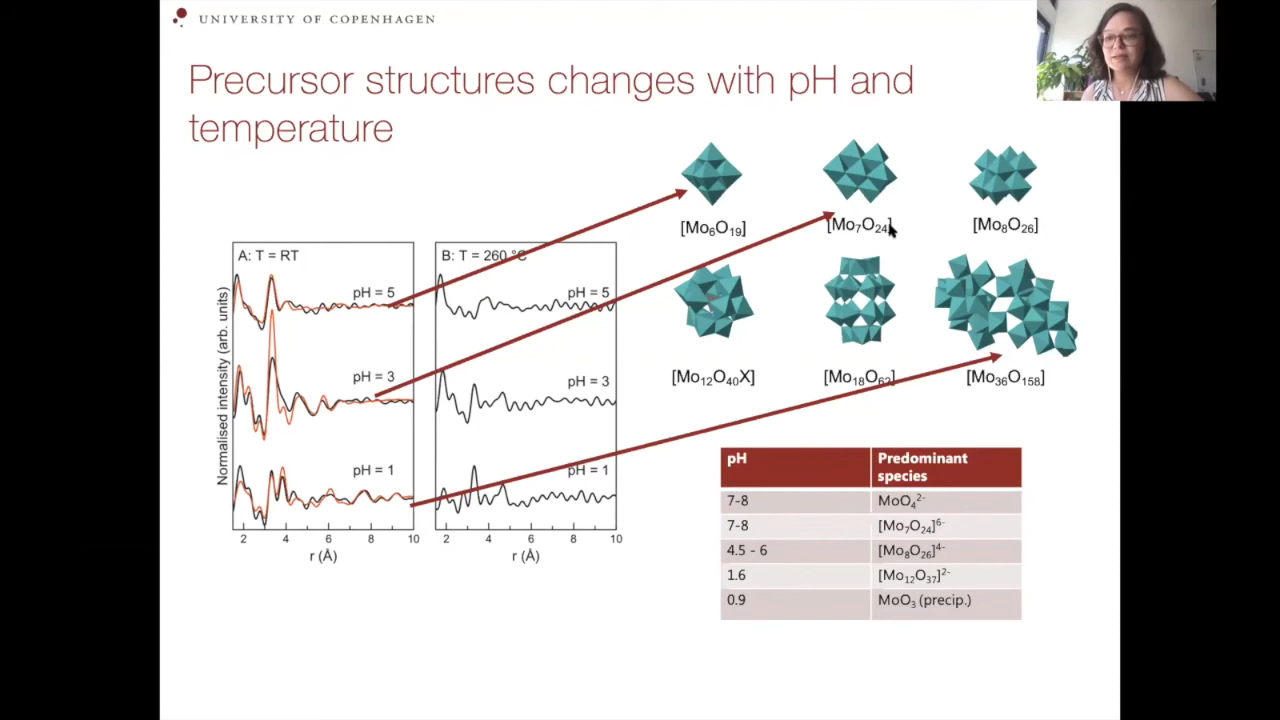 UNIVERSITY OF COPENHAGEN
Precursor structures changes with pH and
temperature
[Mo₆O₁₉]
[Mo₇O₂₄]
[Mo₈O₂₆]
[Mo₁₂O₄₀X]
[Mo₁₈O₆₂]
[Mo₃₆O₁₅₈]
Normalised intensity (arb. units)
A: T = RT
pH = 5
pH = 3
pH = 1
2 4 6 8 10
r (Å)
B: T = 260 °C
pH = 5
pH = 3
pH = 1
2 4 6 8 10
r (Å)
pH Predominant
species
7-8 MoO₄²⁻
7-8 [Mo₇O₂₄]⁶⁻
4.5 - 6 [Mo₈O₂₆]⁴⁻
1.6 [Mo₁₂O₃₇]²⁻
0.9 MoO₃ (precip.)